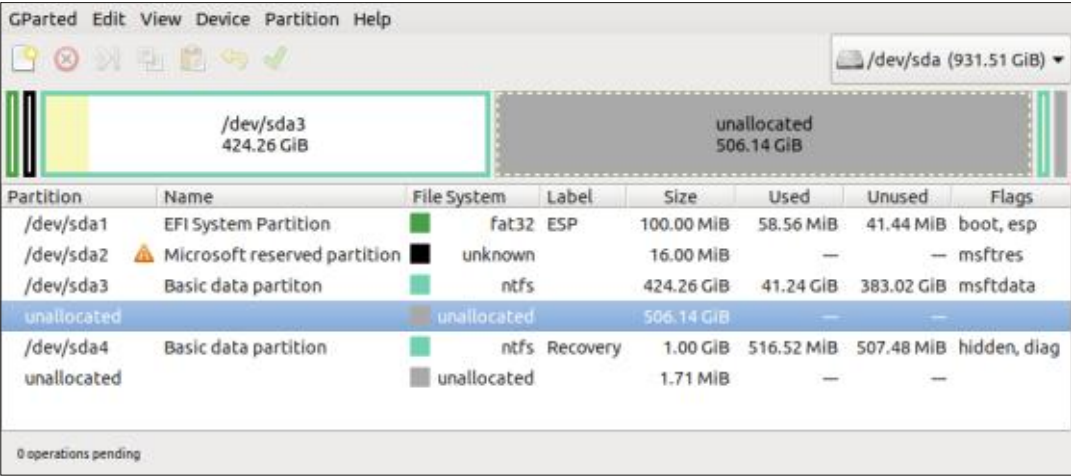 GParted Edit View Device Partition Help
/dev/sda (931.51 GiB)
/dev/sda3
424.26 GiB
unallocated
506.14 GiB
Partition Name File System Label Size Used Unused Flags
/dev/sda1 EFI System Partition fat32 ESP 100.00 MiB 58.56 MiB 41.44 MiB boot, esp
/dev/sda2 Microsoft reserved partition unknown 16.00 MiB — — msftres
/dev/sda3 Basic data partiton ntfs 424.26 GiB 41.24 GiB 383.02 GiB msftdata
unallocated unallocated 506.14 GiB — —
/dev/sda4 Basic data partition ntfs Recovery 1.00 GiB 516.52 MiB 507.48 MiB hidden, diag
unallocated unallocated 1.71 MiB — —
0 operations pending